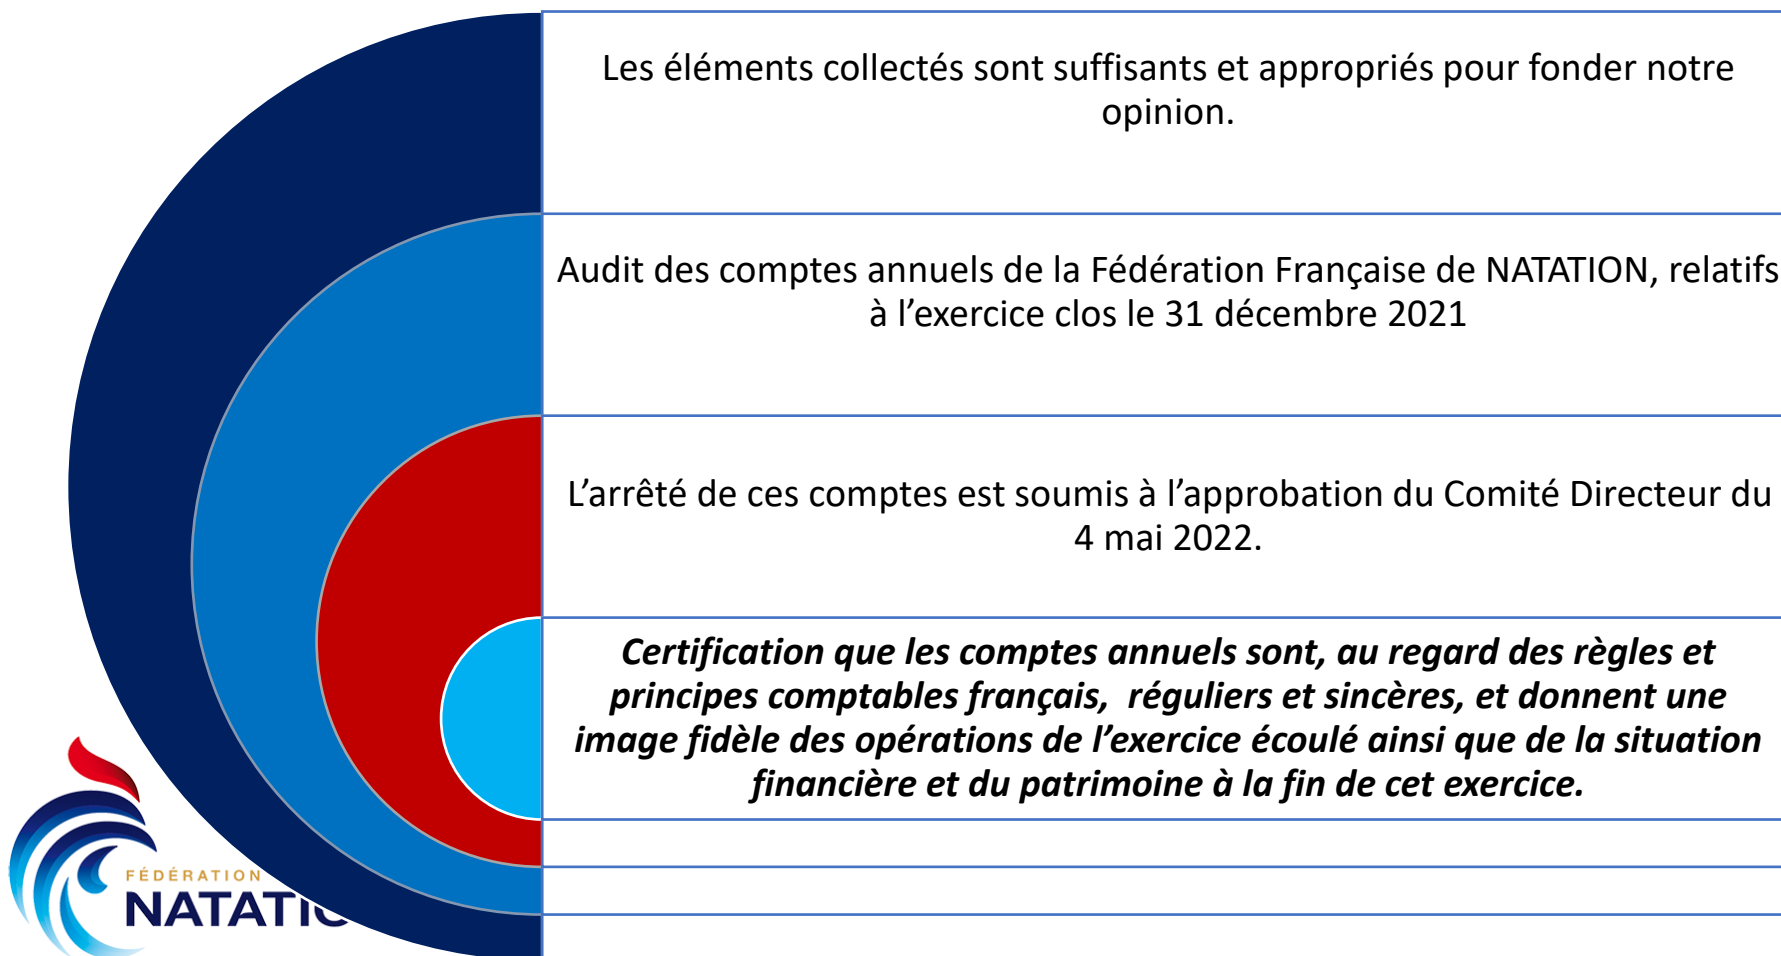 Les éléments collectés sont suffisants et appropriés pour fonder notre
opinion.
Audit des comptes annuels de la Fédération Française de NATATION, relatifs
à l’exercice clos le 31 décembre 2021
L’arrêté de ces comptes est soumis à l’approbation du Comité Directeur du
4 mai 2022.
Certification que les comptes annuels sont, au regard des règles et
principes comptables français, réguliers et sincères, et donnent une
image fidèle des opérations de l’exercice écoulé ainsi que de la situation
financière et du patrimoine à la fin de cet exercice.
FÉDÉRATION